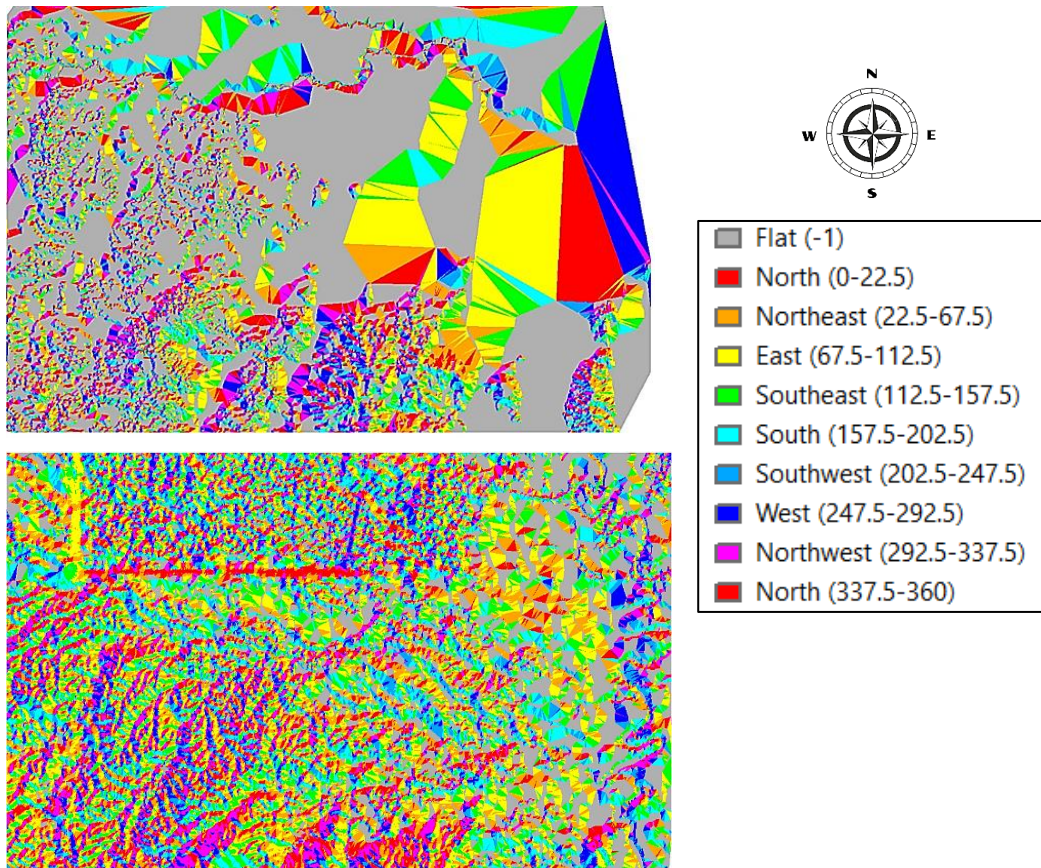 N
W E
S
Flat (-1)
North (0-22.5)
Northeast (22.5-67.5)
East (67.5-112.5)
Southeast (112.5-157.5)
South (157.5-202.5)
Southwest (202.5-247.5)
West (247.5-292.5)
Northwest (292.5-337.5)
North (337.5-360)